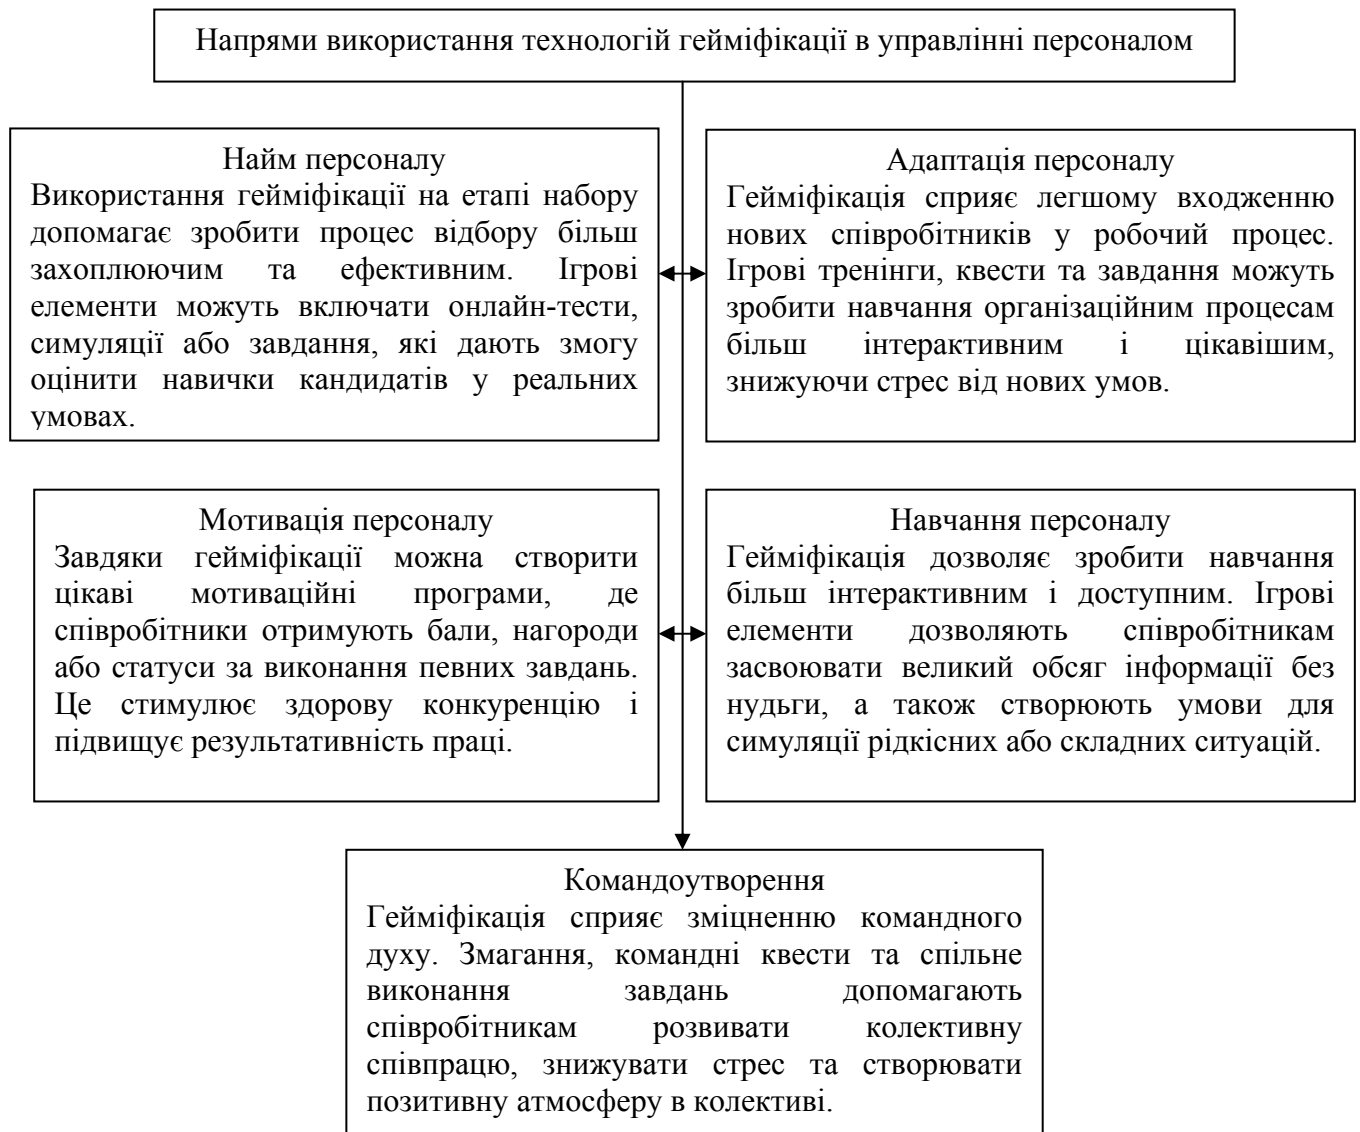 Напрями використання технологій гейміфікації в управлінні персоналом
Найм персоналу
Використання гейміфікації на етапі набору
допомагає зробити процес відбору більш
захоплюючим та ефективним. Ігрові
елементи можуть включати онлайн-тести,
симуляції або завдання, які дають змогу
оцінити навички кандидатів у реальних
умовах.
Адаптація персоналу
Гейміфікація сприяє легшому входженню
нових співробітників у робочий процес.
Ігрові тренінги, квести та завдання можуть
зробити навчання організаційним процесам
більш інтерактивним і цікавішим,
знижуючи стрес від нових умов.
Мотивація персоналу
Завдяки гейміфікації можна створити
цікаві мотиваційні програми, де
співробітники отримують бали, нагороди
або статуси за виконання певних завдань.
Це стимулює здорову конкуренцію і
підвищує результативність праці.
Навчання персоналу
Гейміфікація дозволяє зробити навчання
більш інтерактивним і доступним. Ігрові
елементи дозволяють співробітникам
засвоювати великий обсяг інформації без
нудьги, а також створюють умови для
симуляції рідкісних або складних ситуацій.
Командоутворення
Гейміфікація сприяє зміцненню командного
духу. Змагання, командні квести та спільне
виконання завдань допомагають
співробітникам розвивати колективну
співпрацю, знижувати стрес та створювати
позитивну атмосферу в колективі.